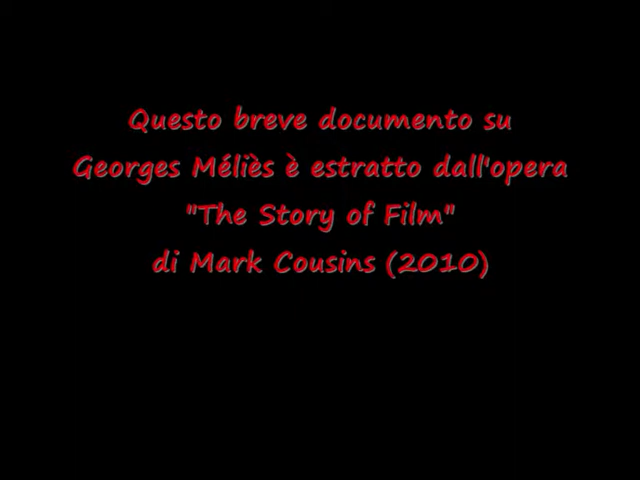 Questo breve documento su
Georges Méliès è estratto dall'opera
"The Story of Film"
di Mark Cousins (2010)